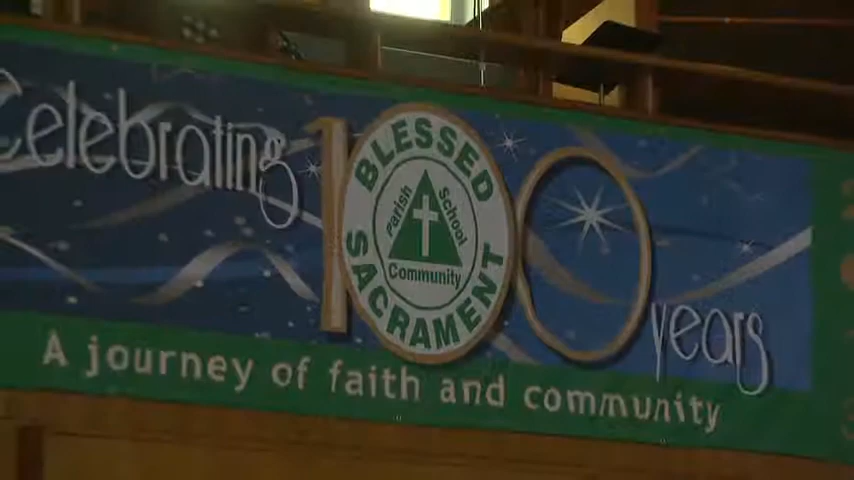 Celebrating 100 years
BLESSED SACRAMENT
Parish School Community
A journey of faith and community